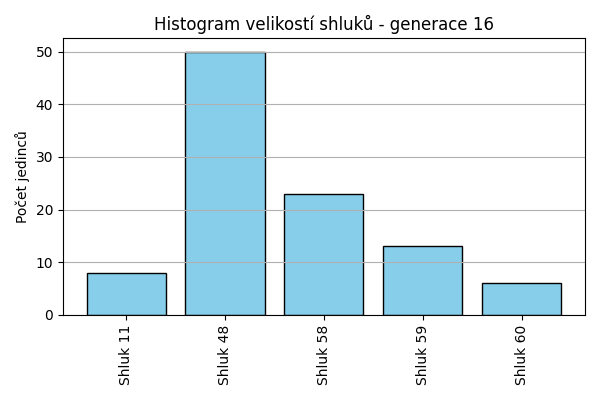 Histogram velikostí shluků - generace 16
Počet jedinců
50
40
30
20
10
0
Shluk 11
Shluk 48
Shluk 58
Shluk 59
Shluk 60